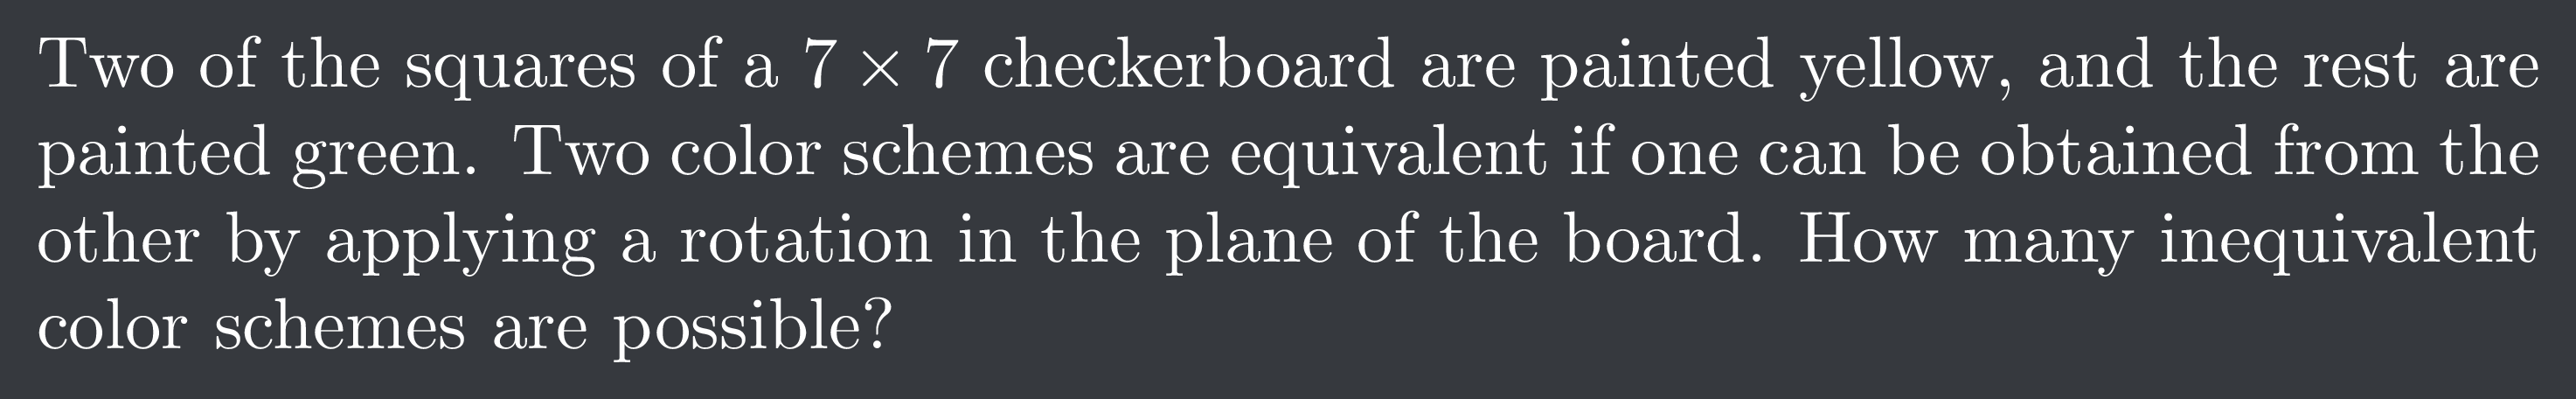 Two of the squares of a 7 × 7 checkerboard are painted yellow, and the rest are
painted green. Two color schemes are equivalent if one can be obtained from the
other by applying a rotation in the plane of the board. How many inequivalent
color schemes are possible?